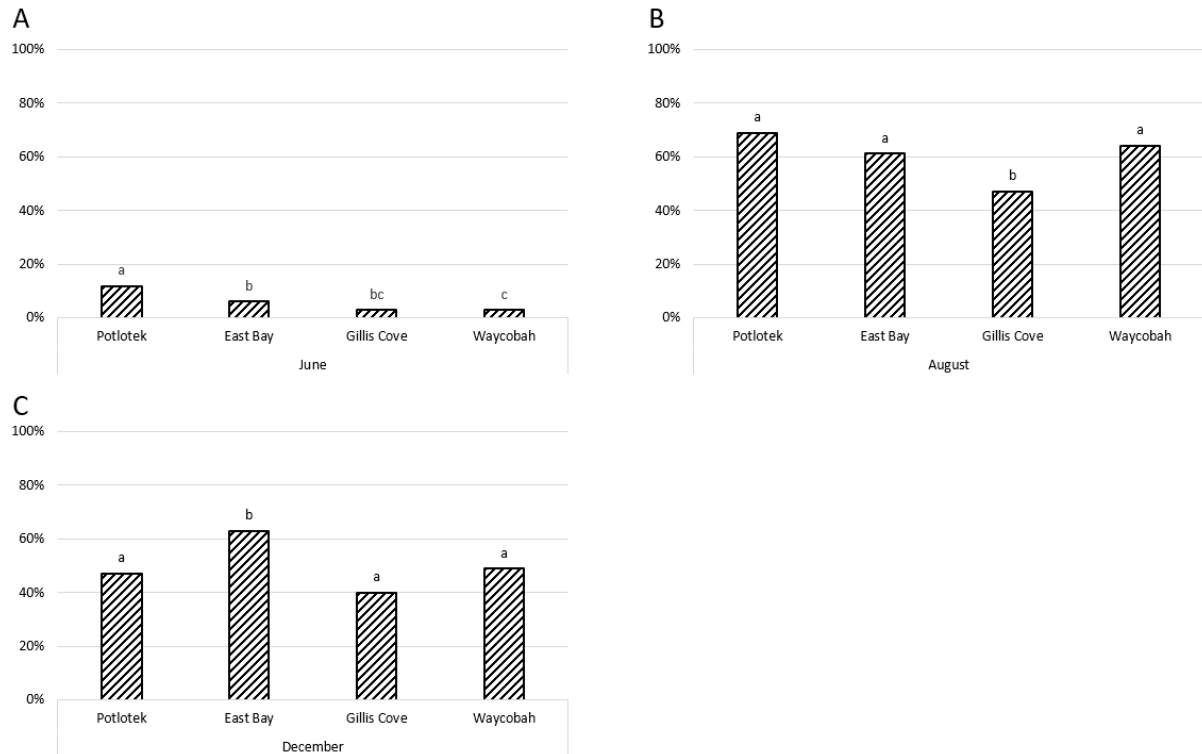 A
100%
80%
60%
40%
20%
0%
a
b
bc
c
Potlotek East Bay Gillis Cove Waycobah
June
B
100%
80%
60%
40%
20%
0%
a
a
b
a
Potlotek East Bay Gillis Cove Waycobah
August
C
100%
80%
60%
40%
20%
0%
a
b
a
a
Potlotek East Bay Gillis Cove Waycobah
December